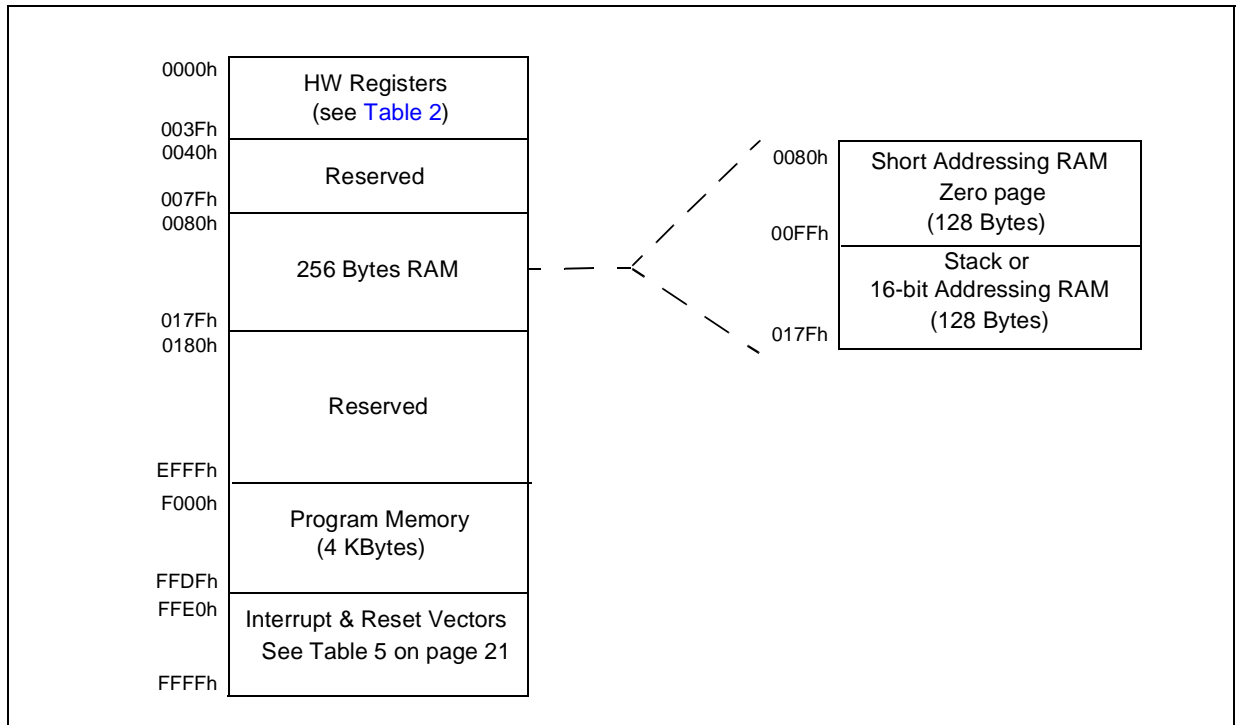 0000h
HW Registers
(see Table 2)
003Fh
0040h
Reserved
007Fh
0080h
256 Bytes RAM
017Fh
0180h
Reserved
EFFFh
F000h
Program Memory
(4 KBytes)
FFDFh
FFE0h
Interrupt & Reset Vectors
See Table 5 on page 21
FFFFh
0080h
Short Addressing RAM
Zero page
(128 Bytes)
00FFh
Stack or
16-bit Addressing RAM
(128 Bytes)
017Fh